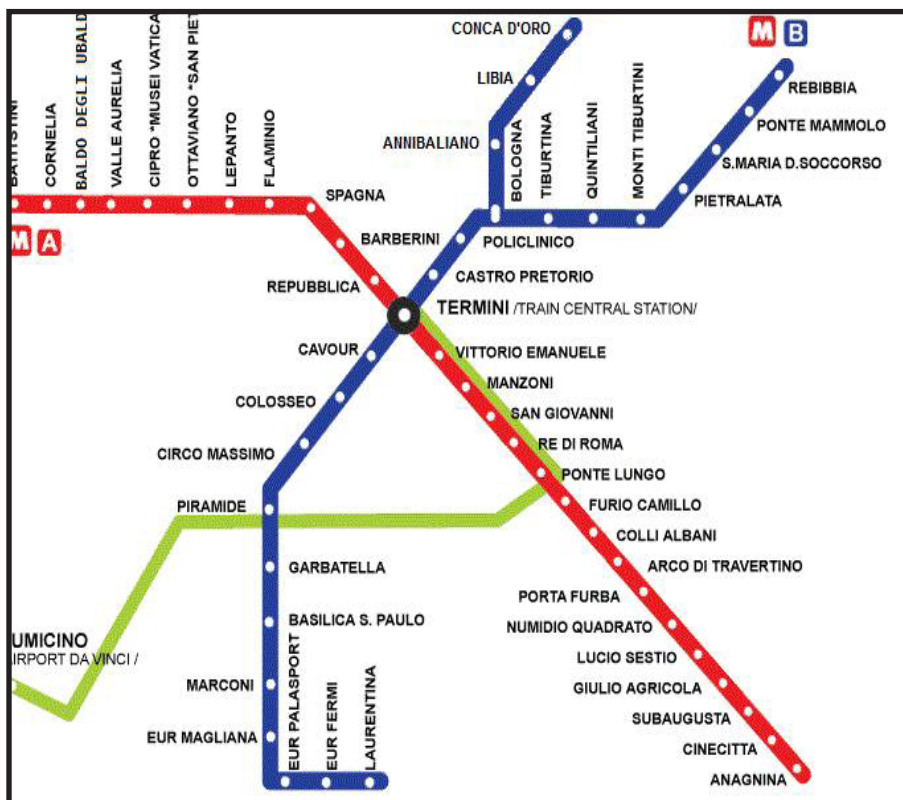 CONCA D'ORO
M B
LIBIA
REBIBBIA
ANNIBALIANO
PONTE MAMMOLO
S.MARIA D.SOCCORSO
PIETRALATA
BOLOGNA
TIBURTINA
QUINTILIANI
MONTI TIBURTINI
BATTISTINI
CORNELIA
BALDO DEGLI UBALD
VALLE AURELIA
CIPRO *MUSEI VATICA
OTTAVIANO *SAN PIET
LEPANTO
FLAMINIO
SPAGNA
M A
BARBERINI
POLICLINICO
REPUBBLICA
CASTRO PRETORIO
TERMINI /TRAIN CENTRAL STATION/
CAVOUR
VITTORIO EMANUELE
MANZONI
COLOSSEO
SAN GIOVANNI
CIRCO MASSIMO
RE DI ROMA
PONTE LUNGO
PIRAMIDE
FURIO CAMILLO
COLLI ALBANI
GARBATELLA
ARCO DI TRAVERTINO
PORTA FURBA
BASILICA S. PAULO
NUMIDIO QUADRATO
UMICINO
AIRPORT DA VINCI /
LUCIO SESTIO
MARCONI
GIULIO AGRICOLA
EUR PALASPORT
EUR FERMI
LAURENTINA
SUBAUGUSTA
EUR MAGLIANA
CINECITTA
ANAGNINA